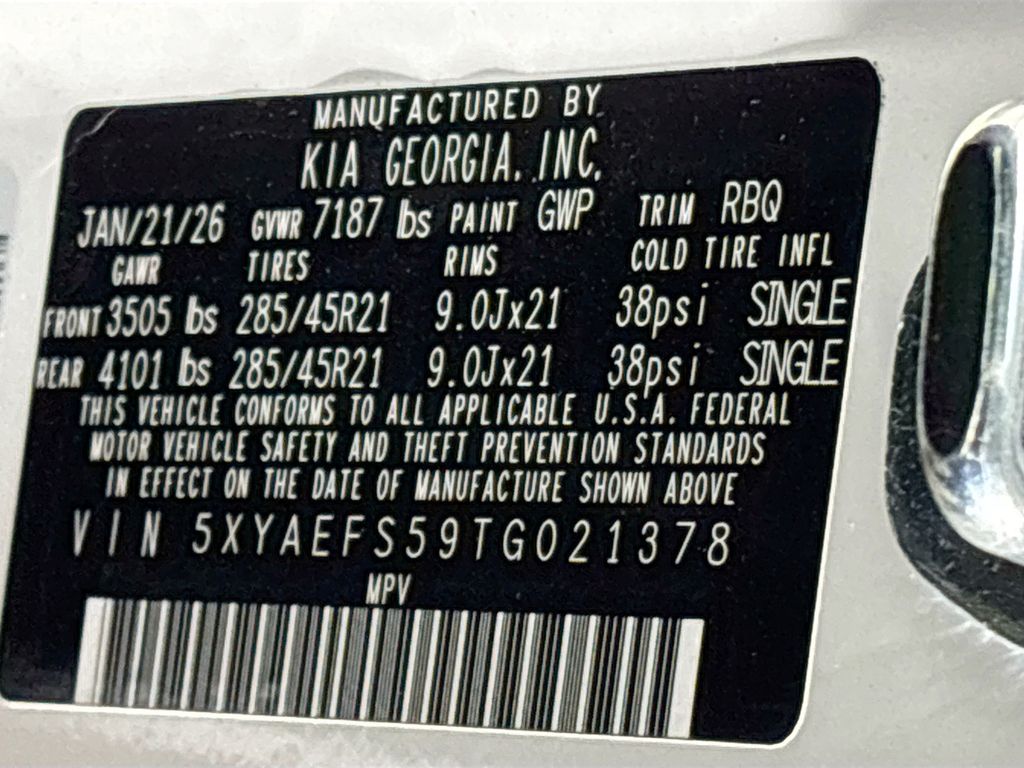 MANUFACTURED BY
KIA GEORGIA, INC.
JAN/21/26 GVWR 7187 lbs PAINT GWP TRIM RBQ
GAWR TIRES RIMS COLD TIRE INFL
FRONT 3505 lbs 285/45R21 9.0Jx21 38psi SINGLE
REAR 4101 lbs 285/45R21 9.0Jx21 38psi SINGLE
THIS VEHICLE CONFORMS TO ALL APPLICABLE U.S.A. FEDERAL
MOTOR VEHICLE SAFETY AND THEFT PREVENTION STANDARDS
IN EFFECT ON THE DATE OF MANUFACTURE SHOWN ABOVE
VIN 5XYAEFS59TG021378
MPV